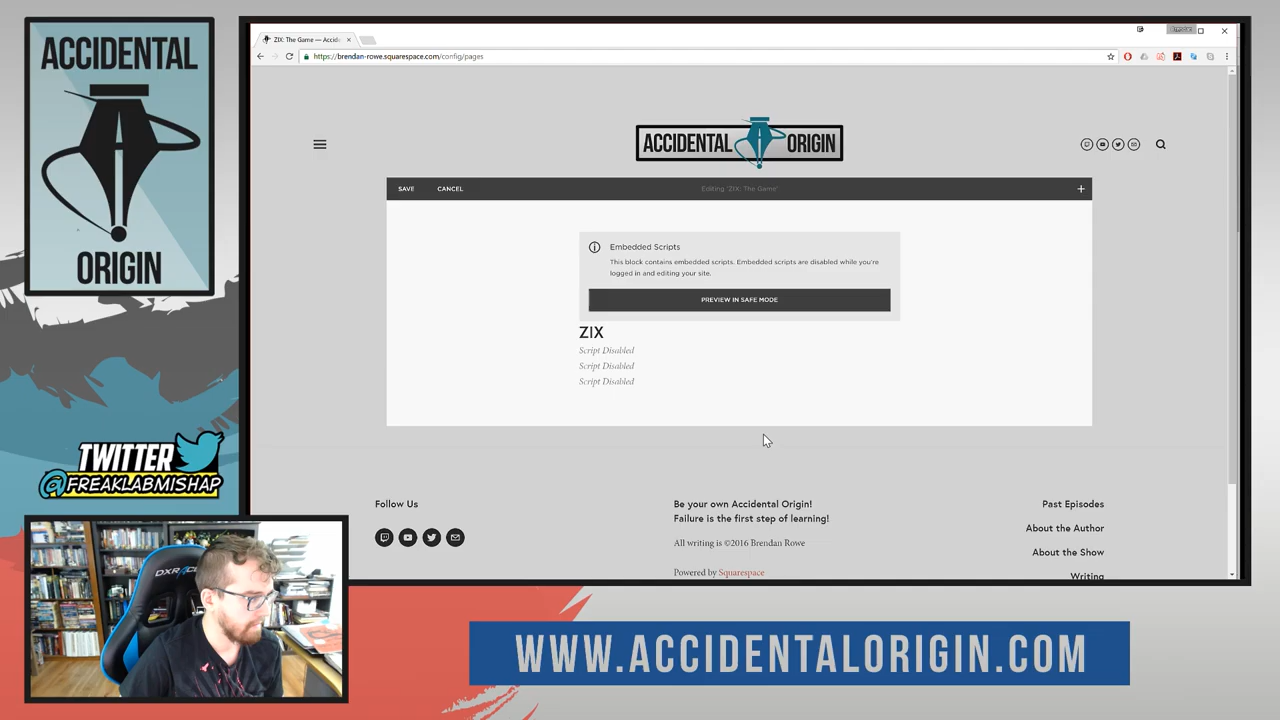 ACCIDENTAL
ORIGIN
TWITTER
@FREAKLABMISHAP
DXRACER
ZIX: The Game — Accid
https://brendan-rowe.squarespace.com/config/pages
ACCIDENTAL ORIGIN
SAVE CANCEL Editing 'ZIX: The Game' +
Embedded Scripts
This block contains embedded scripts. Embedded scripts are disabled while you're
logged in and editing your site.
PREVIEW IN SAFE MODE
ZIX
Script Disabled
Script Disabled
Script Disabled
Follow Us
Be your own Accidental Origin!
Failure is the first step of learning!
All writing is ©2016 Brendan Rowe
Powered by Squarespace
Past Episodes
About the Author
About the Show
Writing
WWW.ACCIDENTALORIGIN.COM